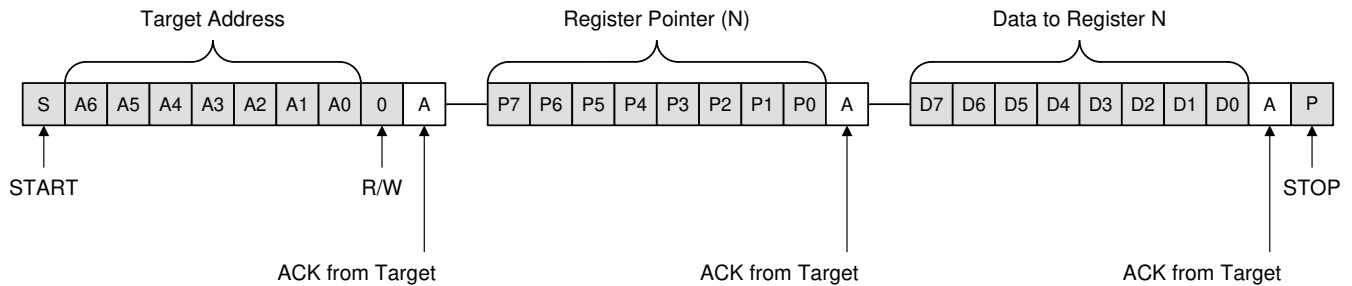 Target Address Register Pointer (N) Data to Register N
S A6 A5 A4 A3 A2 A1 A0 0 A P7 P6 P5 P4 P3 P2 P1 P0 A D7 D6 D5 D4 D3 D2 D1 D0 A P
START R/W STOP
ACK from Target ACK from Target ACK from Target